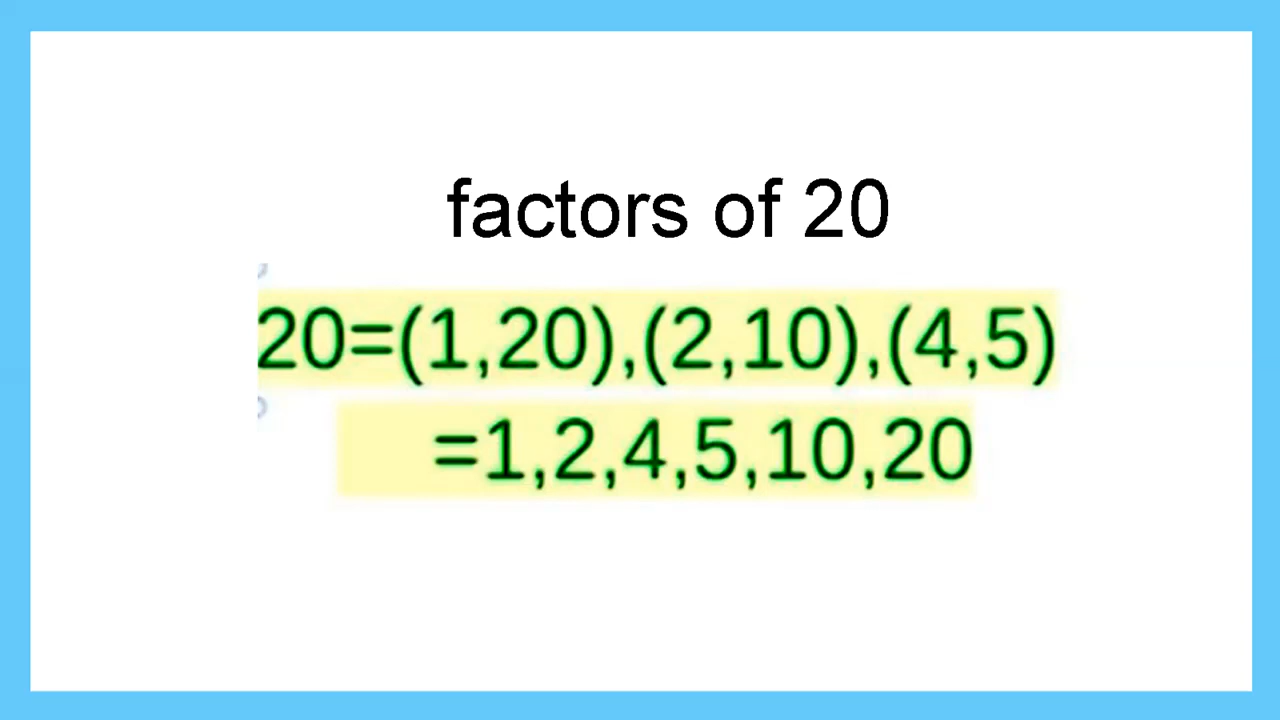 factors of 20
20=(1,20),(2,10),(4,5)
=1,2,4,5,10,20